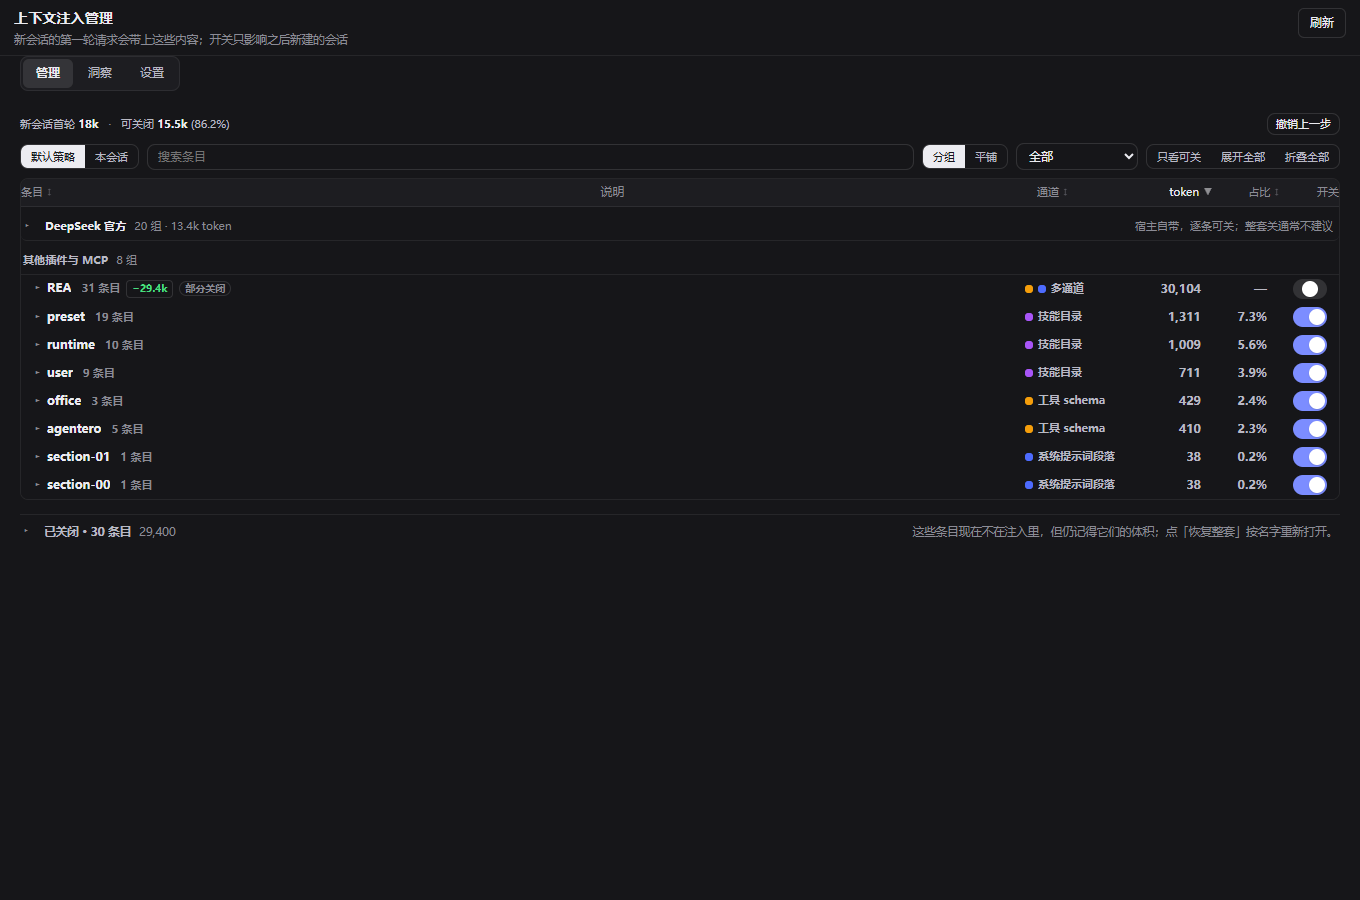 上下文注入管理
新会话的第一轮请求会带上这些内容；开关只影响之后新建的会话
刷新
管理 洞察 设置
新会话首轮 18k · 可关闭 15.5k (86.2%)
撤销上一步
默认策略 本会话 搜索条目 分组 平铺 全部 只看可关 展开全部 折叠全部
条目 ↕ 说明 通道 ↕ token ▼ 占比 ↕ 开关
DeepSeek 官方 20 组 · 13.4k token 宿主自带，逐条可关；整套关通常不建议
其他插件与 MCP 8 组
REA 31 条目 −29.4k 部分关闭 多通道 30,104 —
preset 19 条目 技能目录 1,311 7.3%
runtime 10 条目 技能目录 1,009 5.6%
user 9 条目 技能目录 711 3.9%
office 3 条目 工具 schema 429 2.4%
agentero 5 条目 工具 schema 410 2.3%
section-01 1 条目 系统提示词段落 38 0.2%
section-00 1 条目 系统提示词段落 38 0.2%
已关闭 • 30 条目 29,400 这些条目现在不在注入里，但仍记得它们的体积；点「恢复整套」按名字重新打开。